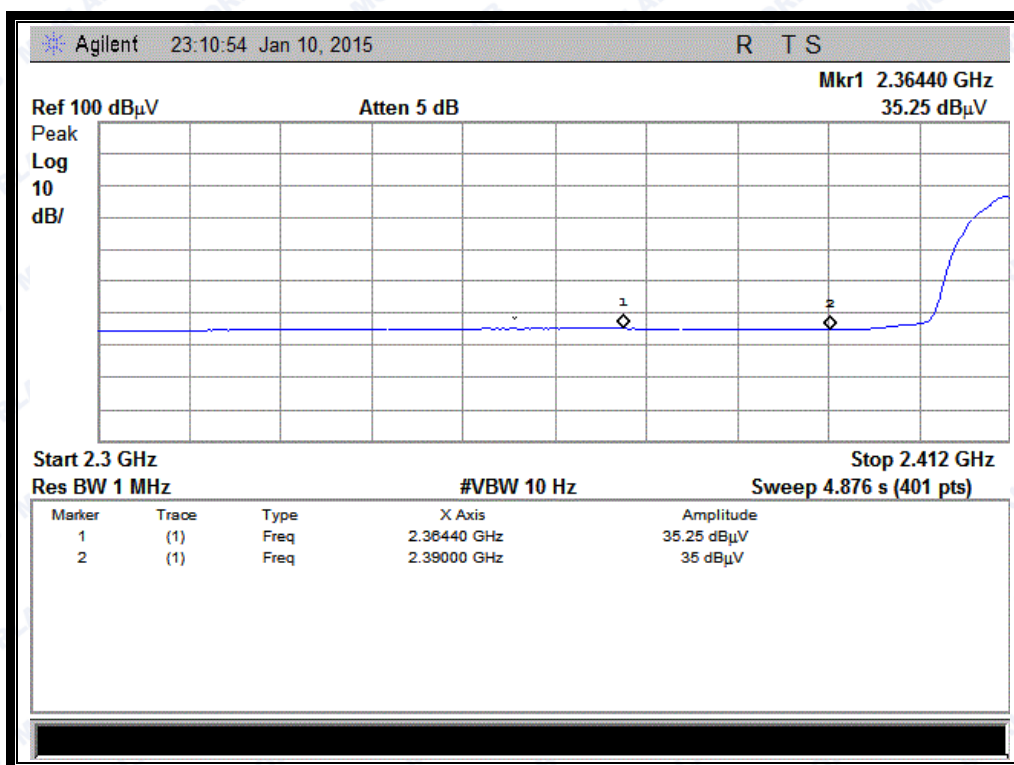 Agilent 23:10:54 Jan 10, 2015 R T S
Mkr1 2.36440 GHz
Ref 100 dBµV Atten 5 dB 35.25 dBµV
Peak
Log
10
dB/
1
2
Start 2.3 GHz Stop 2.412 GHz
Res BW 1 MHz #VBW 10 Hz Sweep 4.876 s (401 pts)
Marker Trace Type X Axis Amplitude
1 (1) Freq 2.36440 GHz 35.25 dBµV
2 (1) Freq 2.39000 GHz 35 dBµV